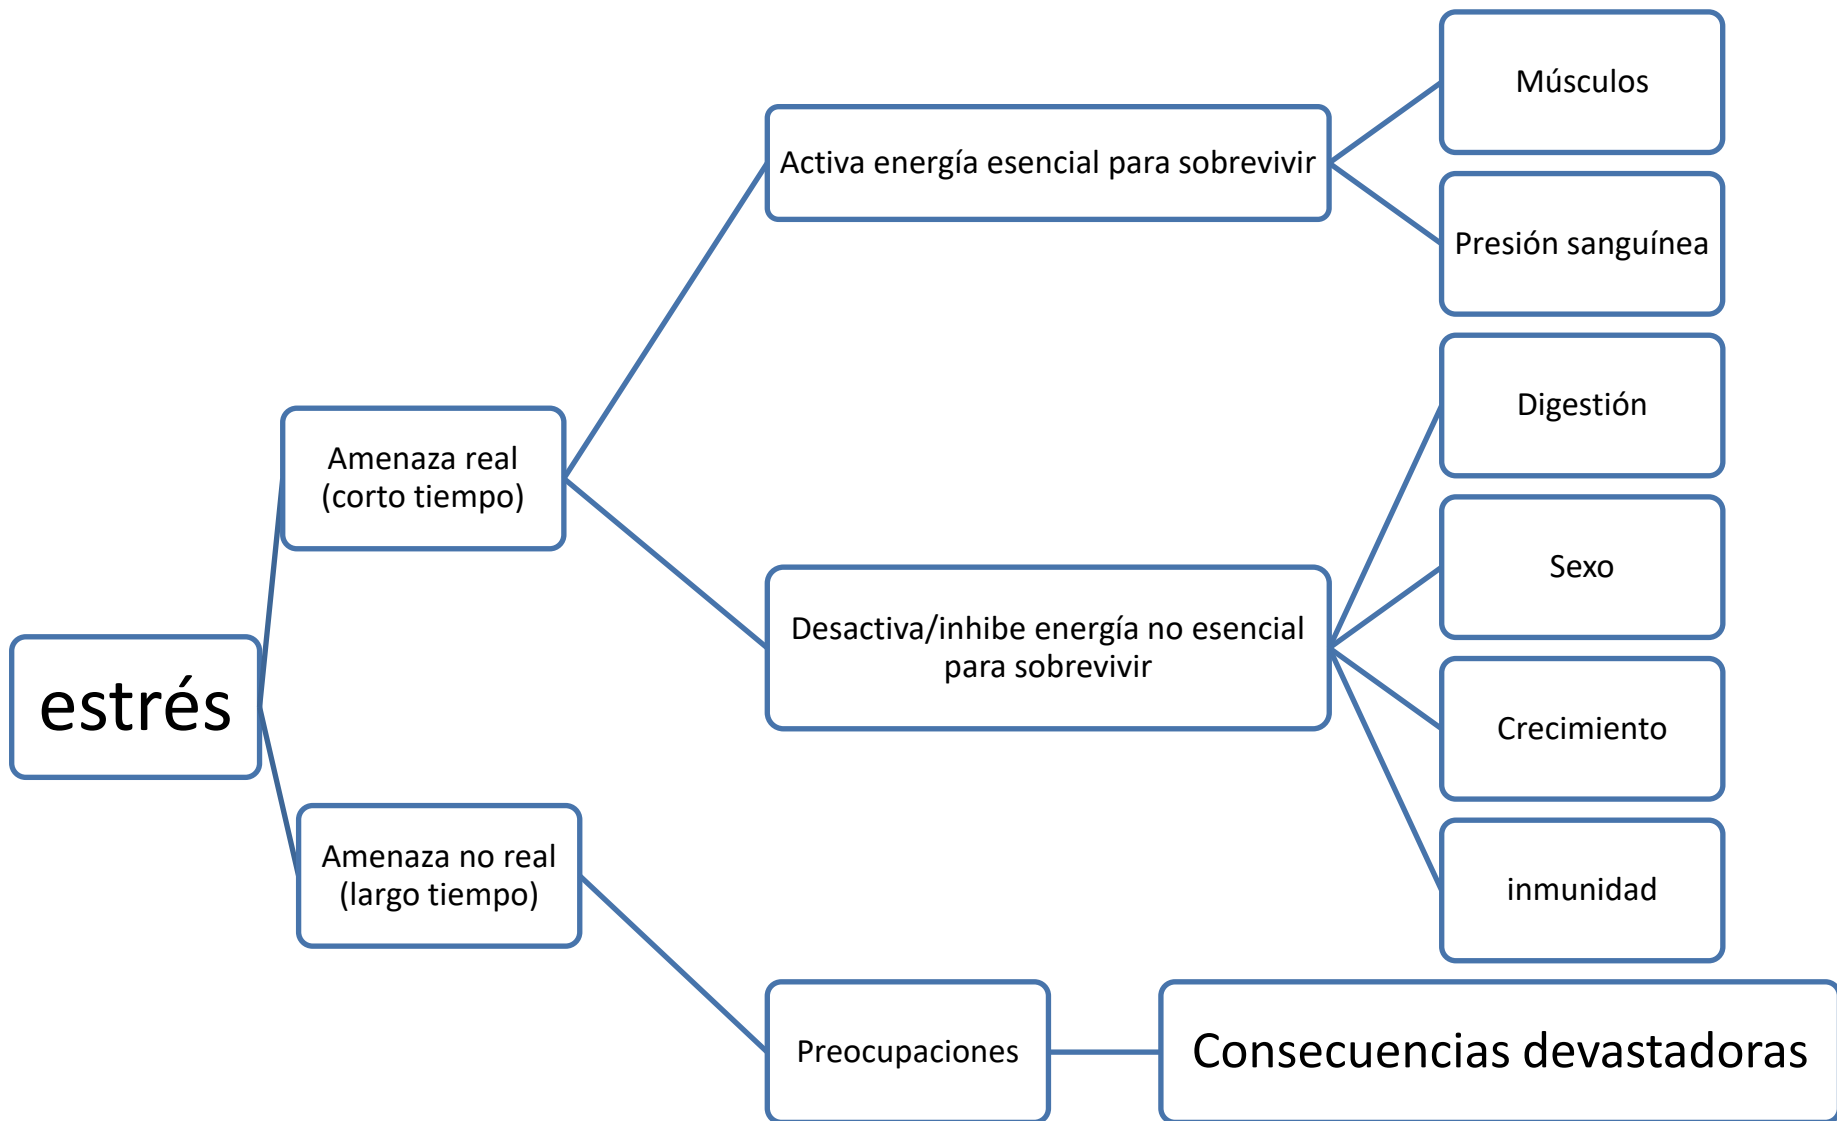 estrés
Amenaza real
(corto tiempo)
Activa energía esencial para sobrevivir
Músculos
Presión sanguínea
Desactiva/inhibe energía no esencial
para sobrevivir
Digestión
Sexo
Crecimiento
inmunidad
Amenaza no real
(largo tiempo)
Preocupaciones
Consecuencias devastadoras